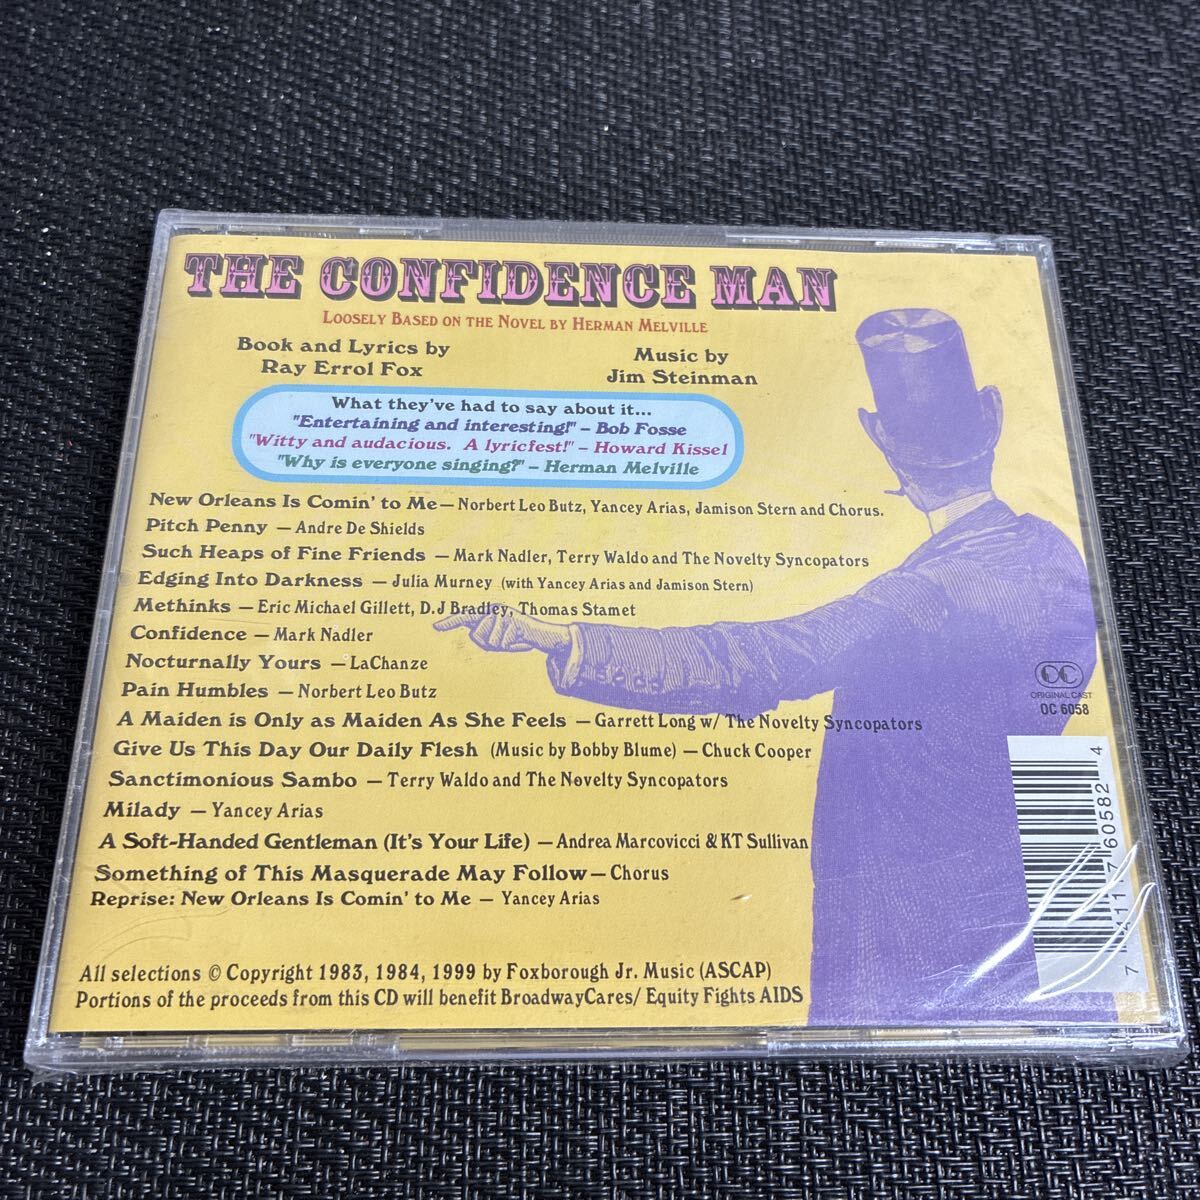 THE CONFIDENCE MAN
LOOSELY BASED ON THE NOVEL BY HERMAN MELVILLE
Book and Lyrics by
Ray Errol Fox
Music by
Jim Steinman
What they've had to say about it...
"Entertaining and interesting!" – Bob Fosse
"Witty and audacious. A lyricfest!" – Howard Kissel
"Why is everyone singing?" – Herman Melville
New Orleans Is Comin' to Me – Norbert Leo Butz, Yancey Arias, Jamison Stern and Chorus.
Pitch Penny – Andre De Shields
Such Heaps of Fine Friends – Mark Nadler, Terry Waldo and The Novelty Syncopators
Edging Into Darkness – Julia Murney (with Yancey Arias and Jamison Stern)
Methinks – Eric Michael Gillett, D.J Bradley, Thomas Stamet
Confidence – Mark Nadler
Nocturnally Yours – LaChanze
Pain Humbles – Norbert Leo Butz
A Maiden is Only as Maiden As She Feels – Garrett Long w/ The Novelty Syncopators
Give Us This Day Our Daily Flesh (Music by Bobby Blume) – Chuck Cooper
Sanctimonious Sambo – Terry Waldo and The Novelty Syncopators
Milady – Yancey Arias
A Soft-Handed Gentleman (It's Your Life) – Andrea Marcovicci & KT Sullivan
Something of This Masquerade May Follow – Chorus
Reprise: New Orleans Is Comin' to Me – Yancey Arias
All selections © Copyright 1983, 1984, 1999 by Foxborough Jr. Music (ASCAP)
Portions of the proceeds from this CD will benefit BroadwayCares/ Equity Fights AIDS
OC
ORIGINAL CAST
OC 6058
7 41117 60582 4